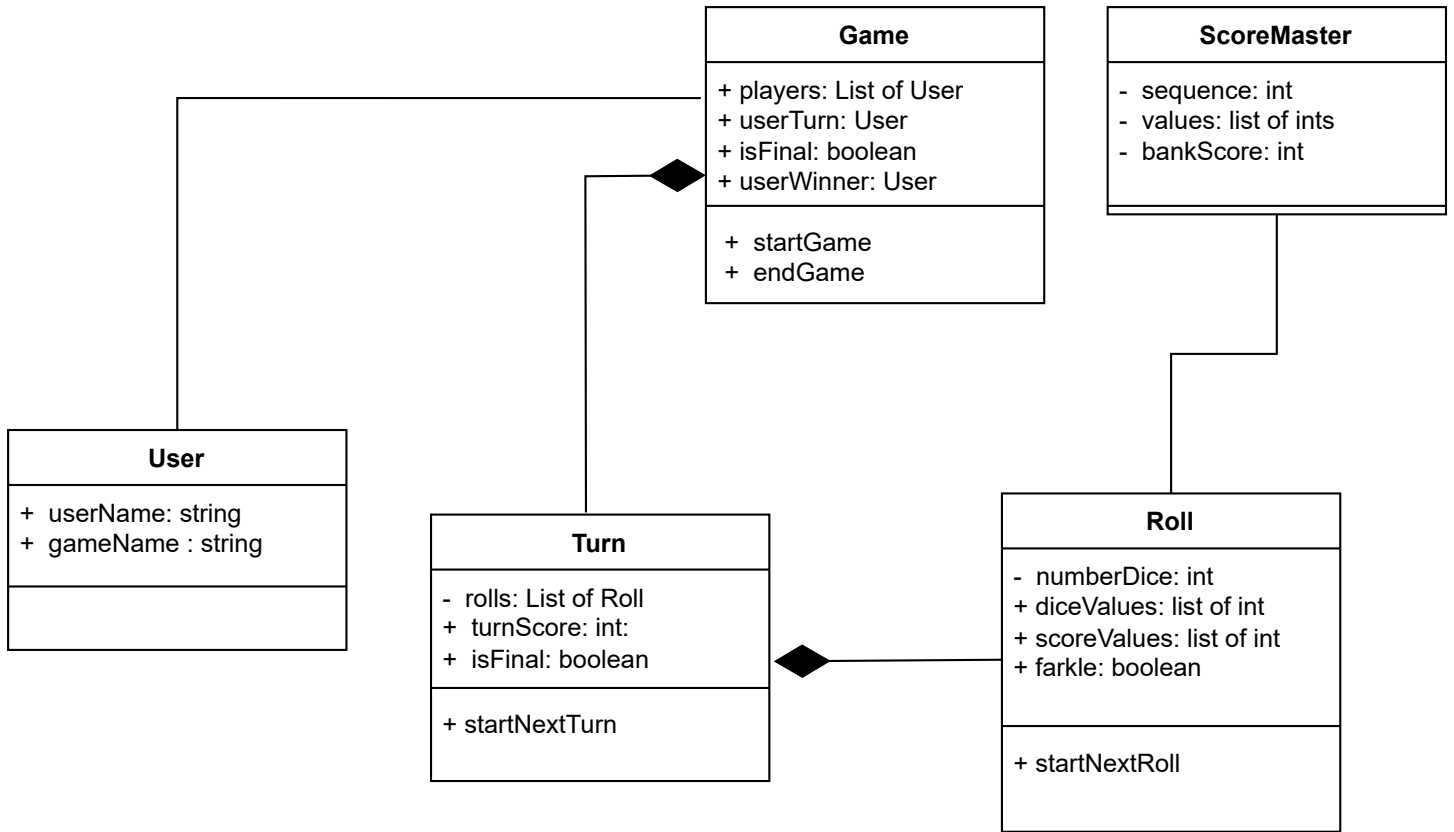 Game
+ players: List of User
+ userTurn: User
+ isFinal: boolean
+ userWinner: User
+ startGame
+ endGame
ScoreMaster
- sequence: int
- values: list of ints
- bankScore: int
User
+ userName: string
+ gameName : string
Turn
- rolls: List of Roll
+ turnScore: int:
+ isFinal: boolean
+ startNextTurn
Roll
- numberDice: int
+ diceValues: list of int
+ scoreValues: list of int
+ farkle: boolean
+ startNextRoll